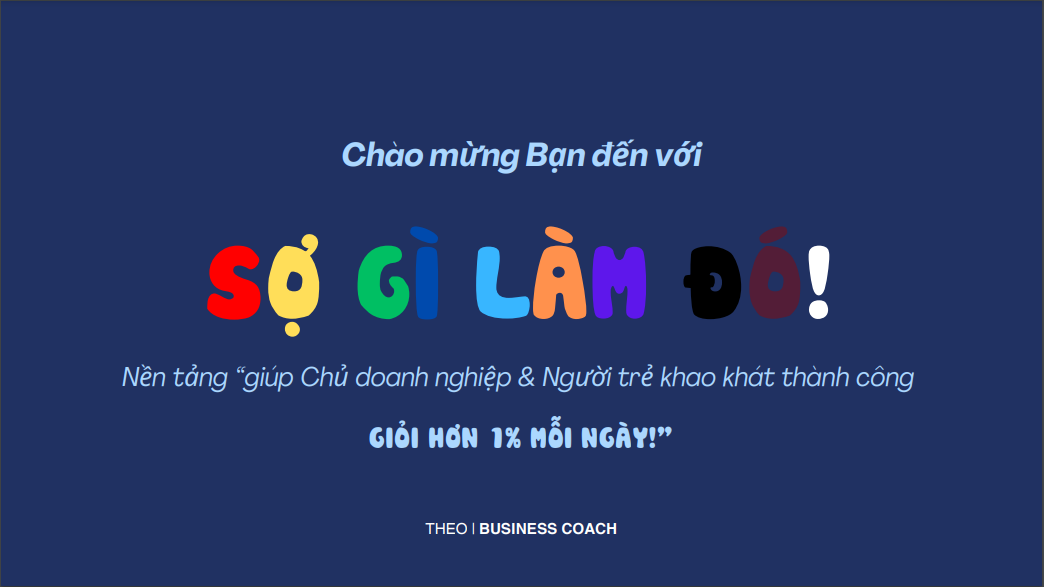 Chào mừng Bạn đến với
SỢ GÌ LÀM ĐÓ!
Nền tảng “giúp Chủ doanh nghiệp & Người trẻ khao khát thành công
GIỎI HƠN 1% MỖI NGÀY!”
THEO | BUSINESS COACH